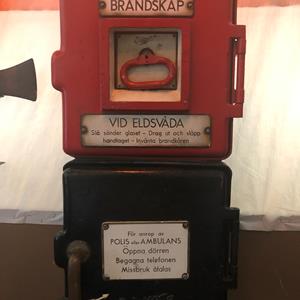 BRANDSKÅP
VID ELDSVÅDA
Slå sönder glaset – Drag ut och släpp
handtaget – Invänta brandkåren
För anrop av
POLIS eller AMBULANS
Öppna dörren
Begagna telefonen
Missbruk åtalas